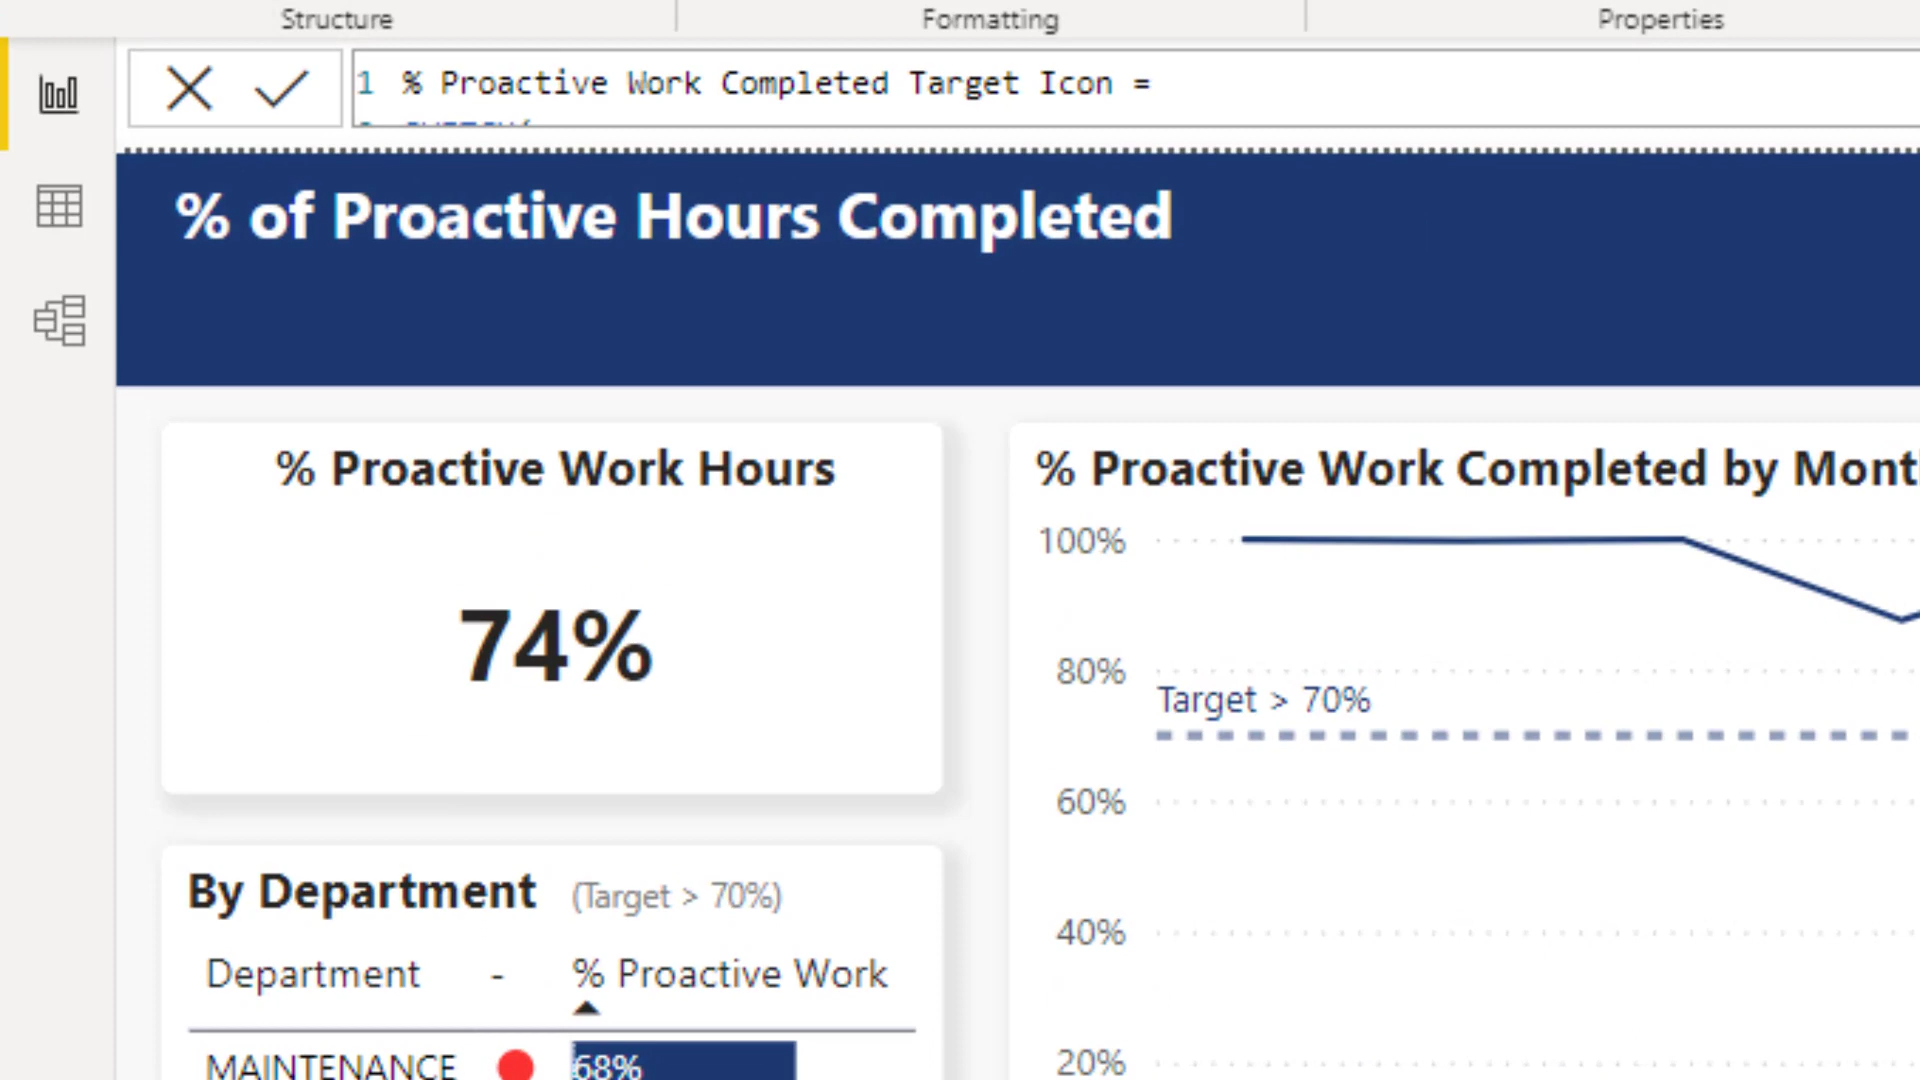 Structure
Formatting
Properties
1 % Proactive Work Completed Target Icon =
% of Proactive Hours Completed
% Proactive Work Hours
74%
% Proactive Work Completed by Mont
100%
80%
Target > 70%
60%
40%
20%
By Department (Target > 70%)
Department - % Proactive Work
MAINTENANCE 68%